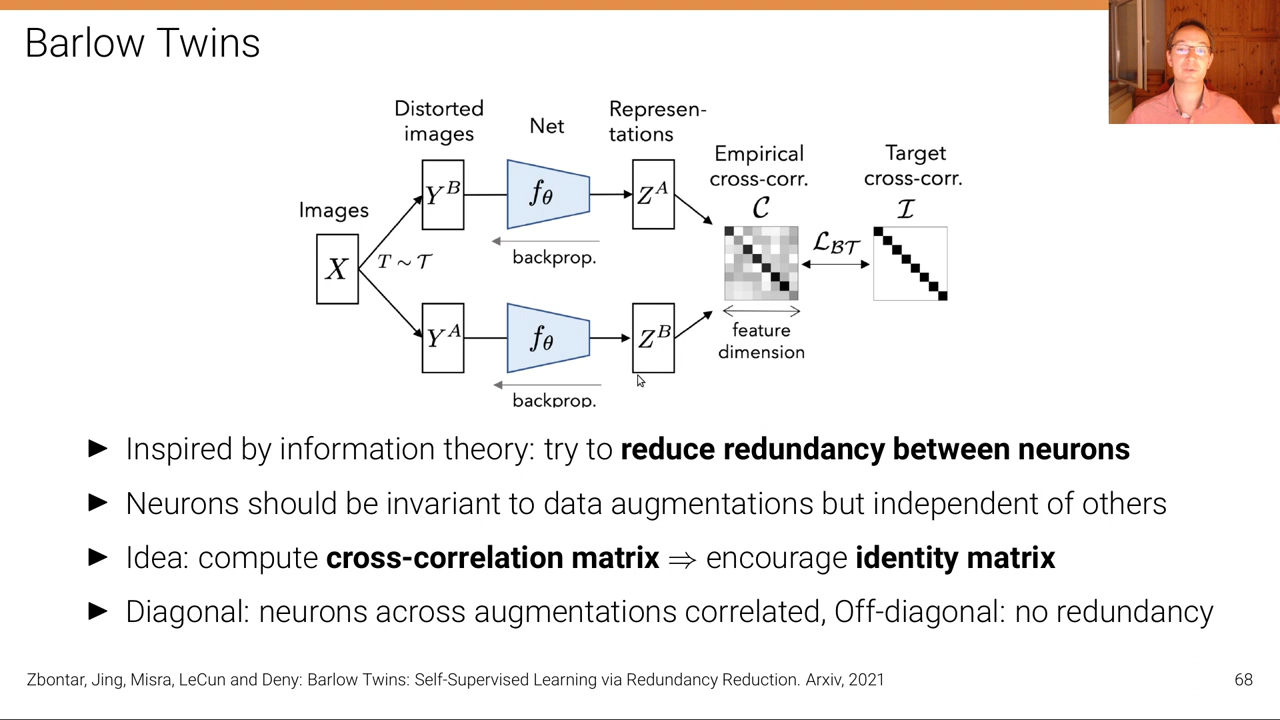 Barlow Twins
Distorted
images
Net
Represen-
tations
Empirical
cross-corr.
Target
cross-corr.
Images
X
T ~ 𝒯
Y^B
f_θ
Z^A
backprop.
Y^A
f_θ
Z^B
backprop.
𝒞
ℒ_ℬ𝒯
ℐ
feature
dimension
► Inspired by information theory: try to reduce redundancy between neurons
► Neurons should be invariant to data augmentations but independent of others
► Idea: compute cross-correlation matrix ⇒ encourage identity matrix
► Diagonal: neurons across augmentations correlated, Off-diagonal: no redundancy
Zbontar, Jing, Misra, LeCun and Deny: Barlow Twins: Self-Supervised Learning via Redundancy Reduction. Arxiv, 2021
68